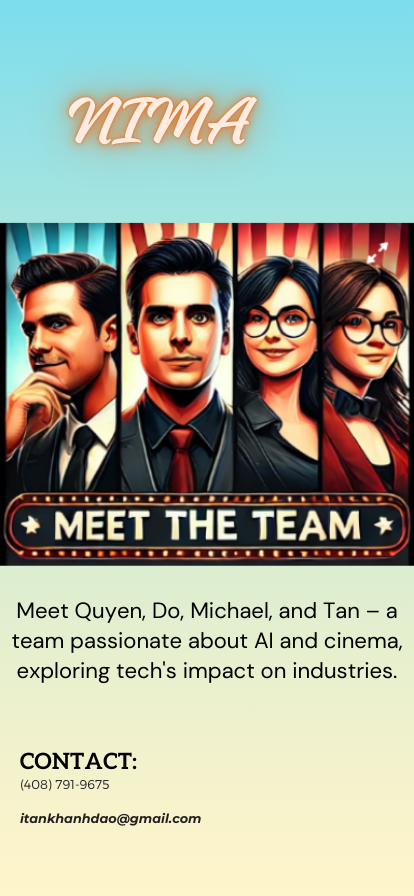 NIMA
MEET THE TEAM
Meet Quyen, Do, Michael, and Tan – a
team passionate about AI and cinema,
exploring tech's impact on industries.
CONTACT:
(408) 791-9675
itankhanhdao@gmail.com